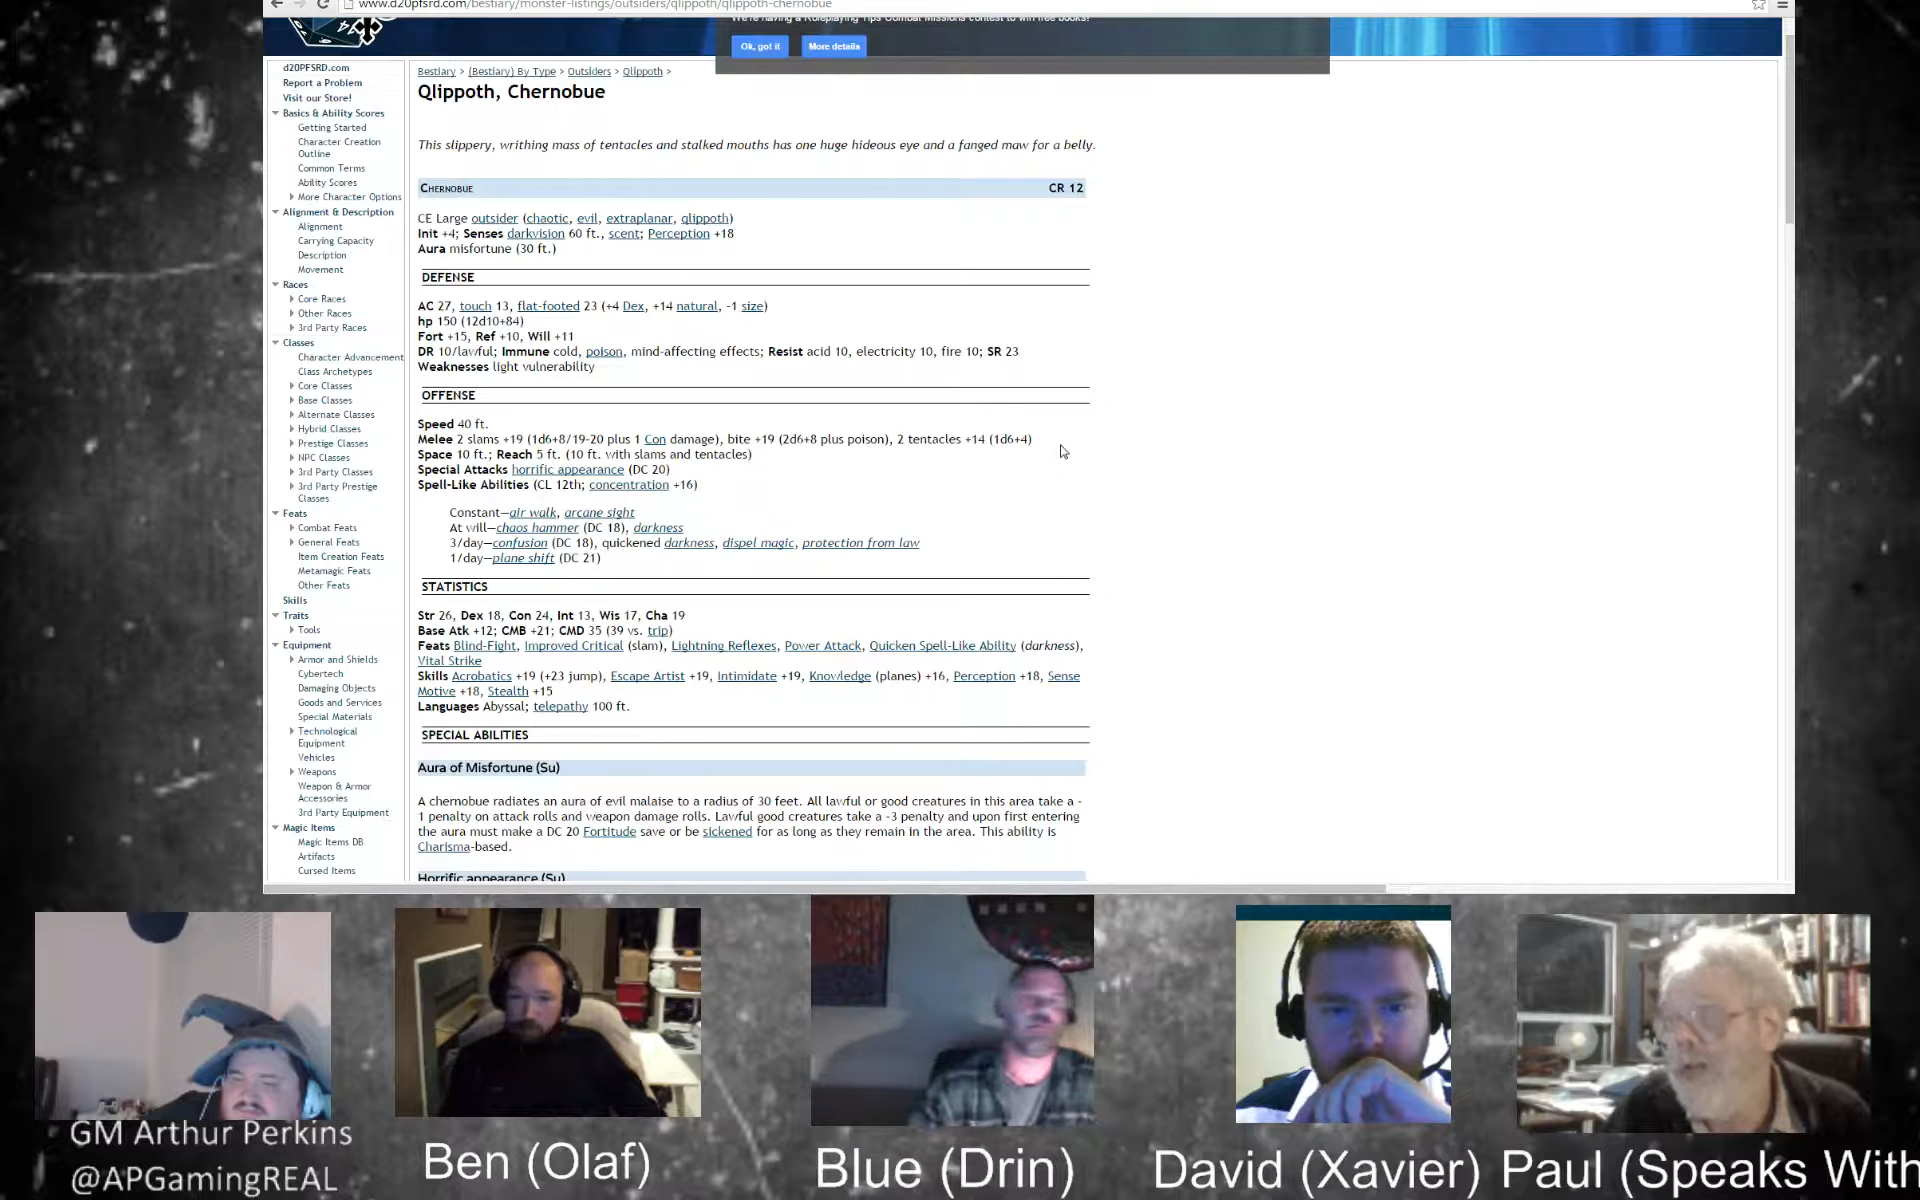 www.d20pfsrd.com/bestiary/monster-listings/outsiders/qlippoth/qlippoth-chernobue
We're having a Roleplaying Tips Combat Missions contest to win free books!
Ok, got it
More details
d20PFSRD.com
Report a Problem
Visit our Store!
Basics & Ability Scores
Getting Started
Character Creation
Outline
Common Terms
Ability Scores
More Character Options
Alignment & Description
Alignment
Carrying Capacity
Description
Movement
Races
Core Races
Other Races
3rd Party Races
Classes
Character Advancement
Class Archetypes
Core Classes
Base Classes
Alternate Classes
Hybrid Classes
Prestige Classes
NPC Classes
3rd Party Classes
3rd Party Prestige
Classes
Feats
Combat Feats
General Feats
Item Creation Feats
Metamagic Feats
Other Feats
Skills
Traits
Tools
Equipment
Armor and Shields
Cybertech
Damaging Objects
Goods and Services
Special Materials
Technological
Equipment
Vehicles
Weapons
Weapon & Armor
Accessories
3rd Party Equipment
Magic Items
Magic Items DB
Artifacts
Cursed Items
Bestiary > (Bestiary) By Type > Outsiders > Qlippoth >
Qlippoth, Chernobue
This slippery, writhing mass of tentacles and stalked mouths has one huge hideous eye and a fanged maw for a belly.
Chernobue CR 12
CE Large outsider (chaotic, evil, extraplanar, qlippoth)
Init +4; Senses darkvision 60 ft., scent; Perception +18
Aura misfortune (30 ft.)
DEFENSE
AC 27, touch 13, flat-footed 23 (+4 Dex, +14 natural, -1 size)
hp 150 (12d10+84)
Fort +15, Ref +10, Will +11
DR 10/lawful; Immune cold, poison, mind-affecting effects; Resist acid 10, electricity 10, fire 10; SR 23
Weaknesses light vulnerability
OFFENSE
Speed 40 ft.
Melee 2 slams +19 (1d6+8/19-20 plus 1 Con damage), bite +19 (2d6+8 plus poison), 2 tentacles +14 (1d6+4)
Space 10 ft.; Reach 5 ft. (10 ft. with slams and tentacles)
Special Attacks horrific appearance (DC 20)
Spell-Like Abilities (CL 12th; concentration +16)
Constant—air walk, arcane sight
At will—chaos hammer (DC 18), darkness
3/day—confusion (DC 18), quickened darkness, dispel magic, protection from law
1/day—plane shift (DC 21)
STATISTICS
Str 26, Dex 18, Con 24, Int 13, Wis 17, Cha 19
Base Atk +12; CMB +21; CMD 35 (39 vs. trip)
Feats Blind-Fight, Improved Critical (slam), Lightning Reflexes, Power Attack, Quicken Spell-Like Ability (darkness),
Vital Strike
Skills Acrobatics +19 (+23 jump), Escape Artist +19, Intimidate +19, Knowledge (planes) +16, Perception +18, Sense
Motive +18, Stealth +15
Languages Abyssal; telepathy 100 ft.
SPECIAL ABILITIES
Aura of Misfortune (Su)
A chernobue radiates an aura of evil malaise to a radius of 30 feet. All lawful or good creatures in this area take a -
1 penalty on attack rolls and weapon damage rolls. Lawful good creatures take a -3 penalty and upon first entering
the aura must make a DC 20 Fortitude save or be sickened for as long as they remain in the area. This ability is
Charisma-based.
Horrific appearance (Su)
GM Arthur Perkins
@APGamingREAL
Ben (Olaf)
Blue (Drin)
David (Xavier)
Paul (Speaks With